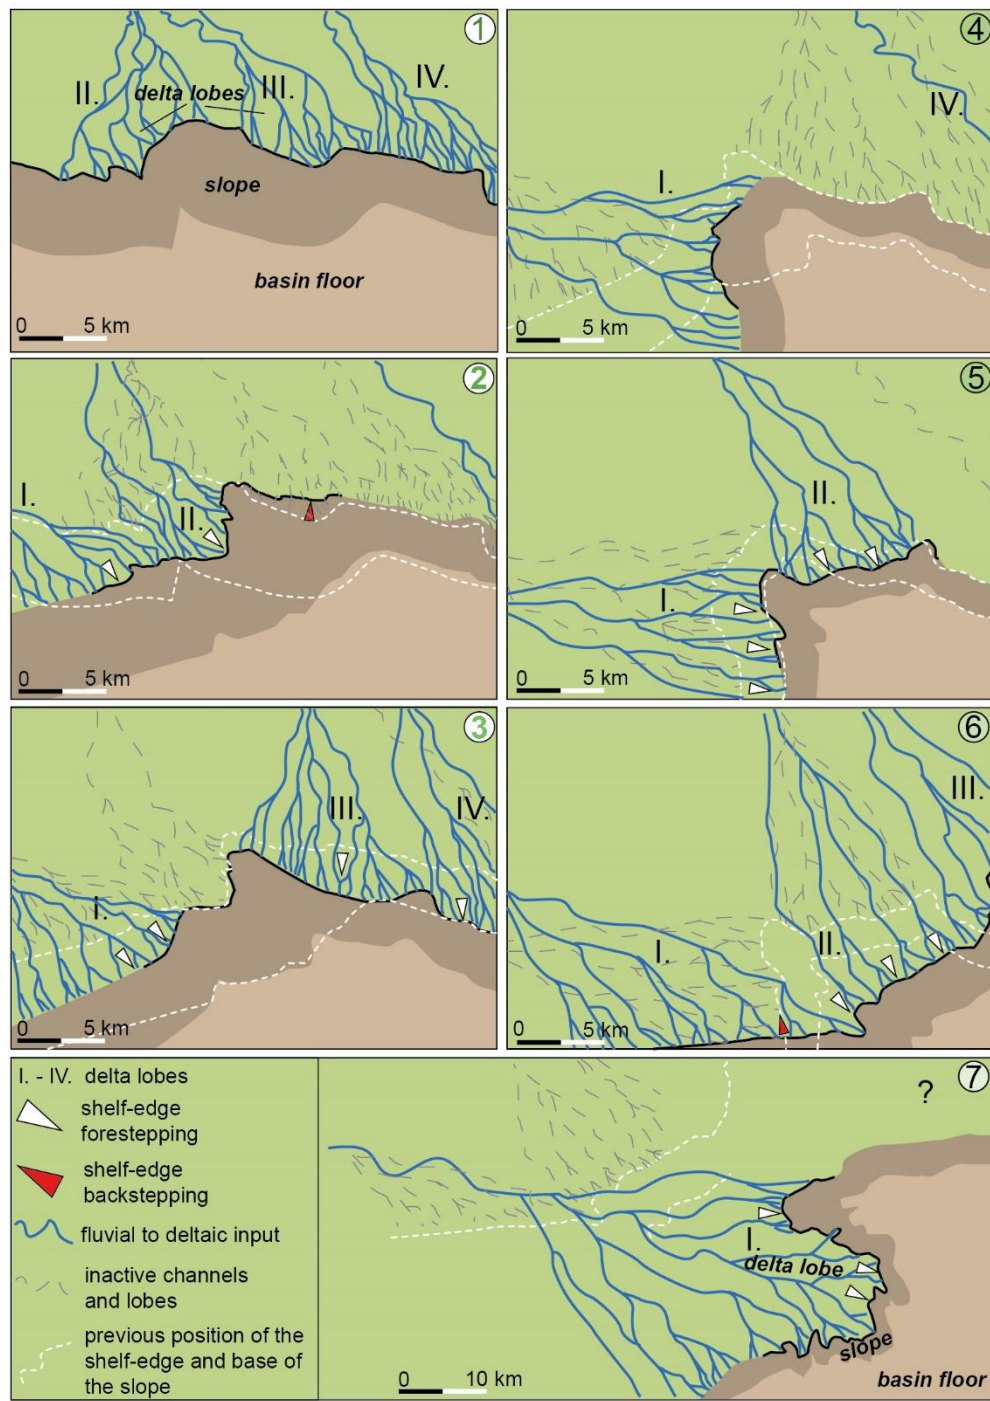 1
II.
delta lobes
III.
IV.
slope
basin floor
0 5 km
2
I.
II.
0 5 km
3
III.
IV.
i.
0 5 km
4
IV.
I.
0 5 km
5
II.
I.
0 5 km
6
III.
II.
I.
0 5 km
I. - IV. delta lobes
shelf-edge
forestepping
shelf-edge
backstepping
fluvial to deltaic input
inactive channels
and lobes
previous position of the
shelf-edge and base of
the slope
7
?
I.
delta lobe
slope
0 10 km
basin floor